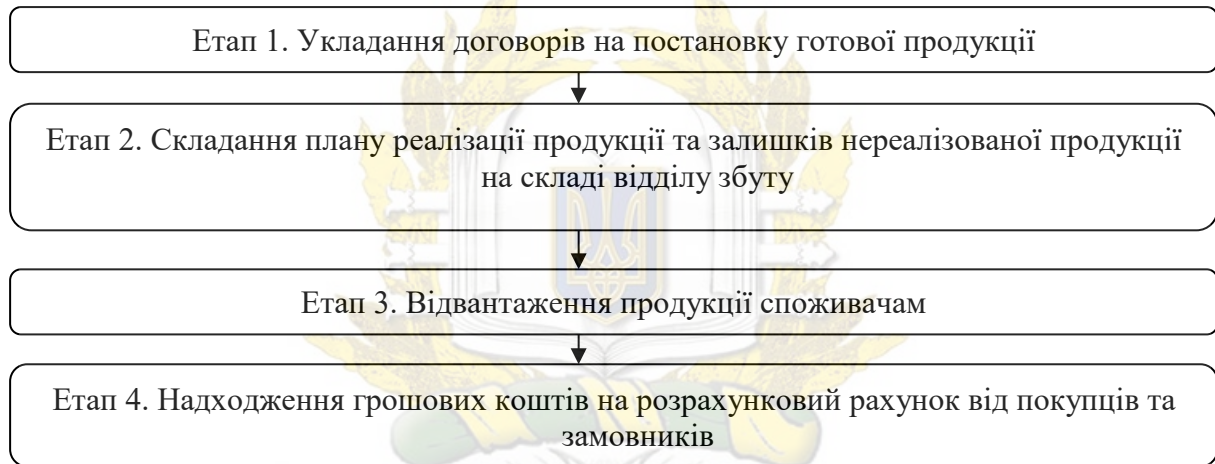 Етап 1. Укладання договорів на постановку готової продукції
Етап 2. Складання плану реалізації продукції та залишків нереалізованої продукції
на складі відділу збуту
Етап 3. Відвантаження продукції споживачам
Етап 4. Надходження грошових коштів на розрахунковий рахунок від покупців та
замовників